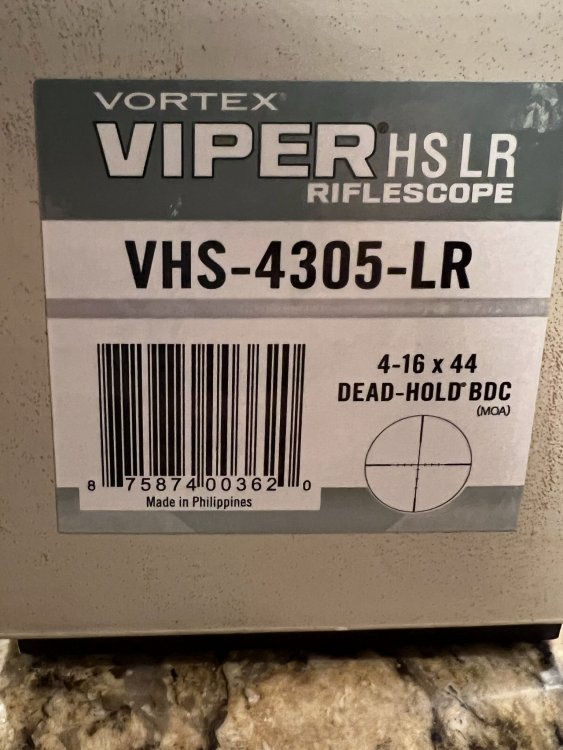 VORTEX®
VIPER® HS LR
RIFLESCOPE
VHS-4305-LR
4-16 x 44
DEAD-HOLD® BDC
(MOA)
8 75874 00362 0
Made in Philippines